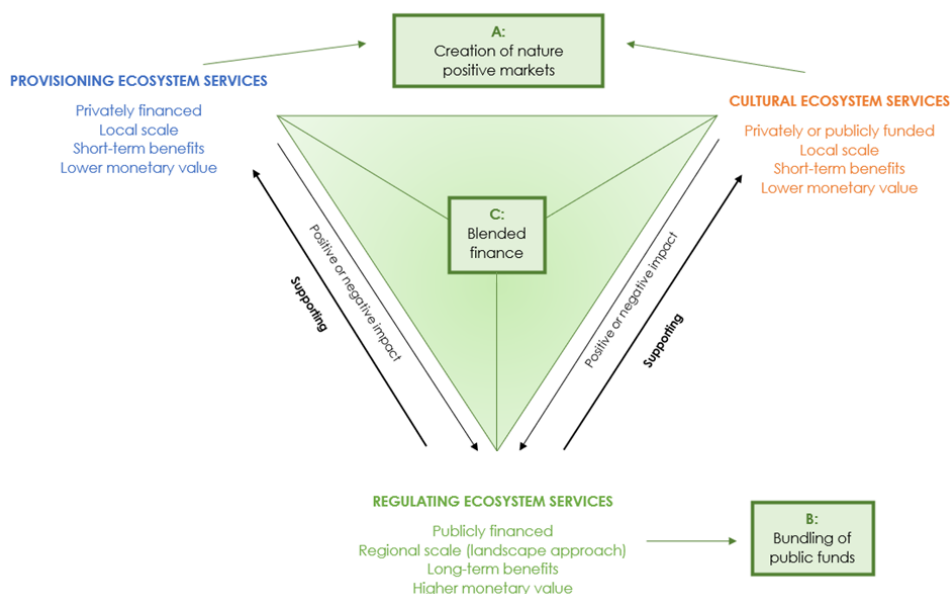 A:
Creation of nature
positive markets
PROVISIONING ECOSYSTEM SERVICES
Privately financed
Local scale
Short-term benefits
Lower monetary value
CULTURAL ECOSYSTEM SERVICES
Privately or publicly funded
Local scale
Short-term benefits
Lower monetary value
C:
Blended
finance
Positive or negative impact
Supporting
Positive or negative impact
Supporting
REGULATING ECOSYSTEM SERVICES
Publicly financed
Regional scale (landscape approach)
Long-term benefits
Higher monetary value
B:
Bundling of
public funds